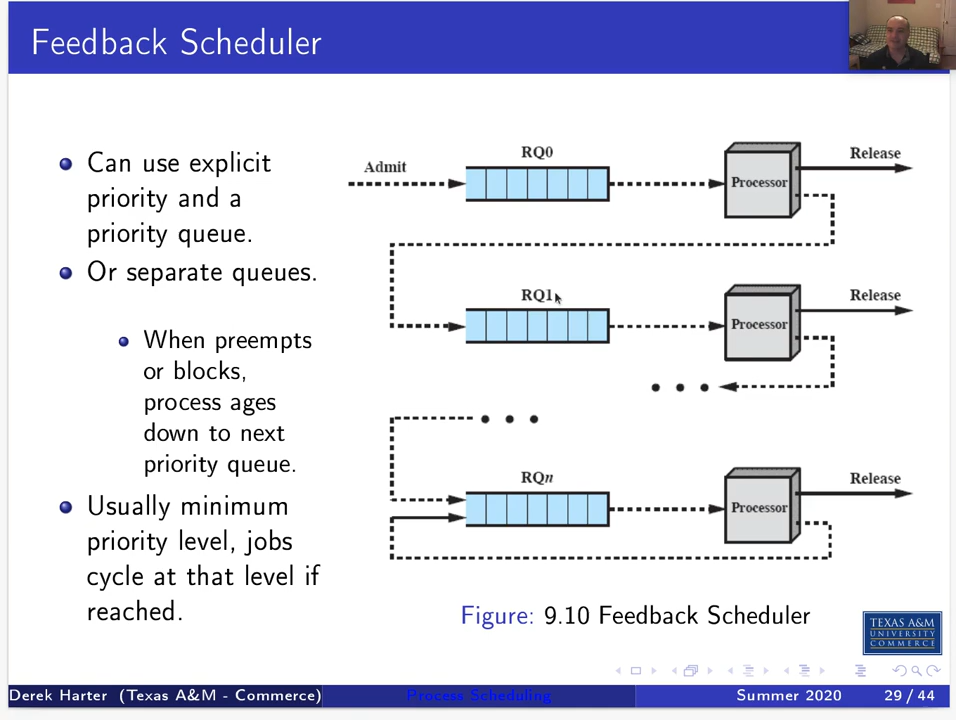 Feedback Scheduler
Can use explicit
priority and a
priority queue.
Or separate queues.
When preempts
or blocks,
process ages
down to next
priority queue.
Usually minimum
priority level, jobs
cycle at that level if
reached.
Admit
RQ0
Processor
Release
RQ1
Processor
Release
RQn
Processor
Release
Figure: 9.10 Feedback Scheduler
TEXAS A&M
UNIVERSITY
COMMERCE
Derek Harter (Texas A&M - Commerce)
Process Scheduling
Summer 2020
29 / 44